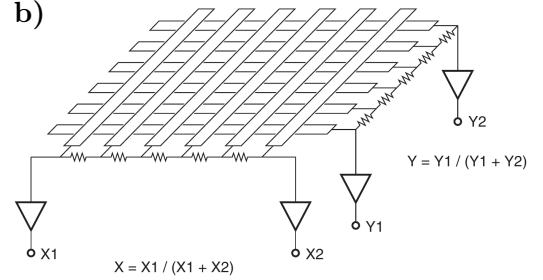 b)
Y2
Y = Y1 / (Y1 + Y2)
Y1
X1
X2
X = X1 / (X1 + X2)